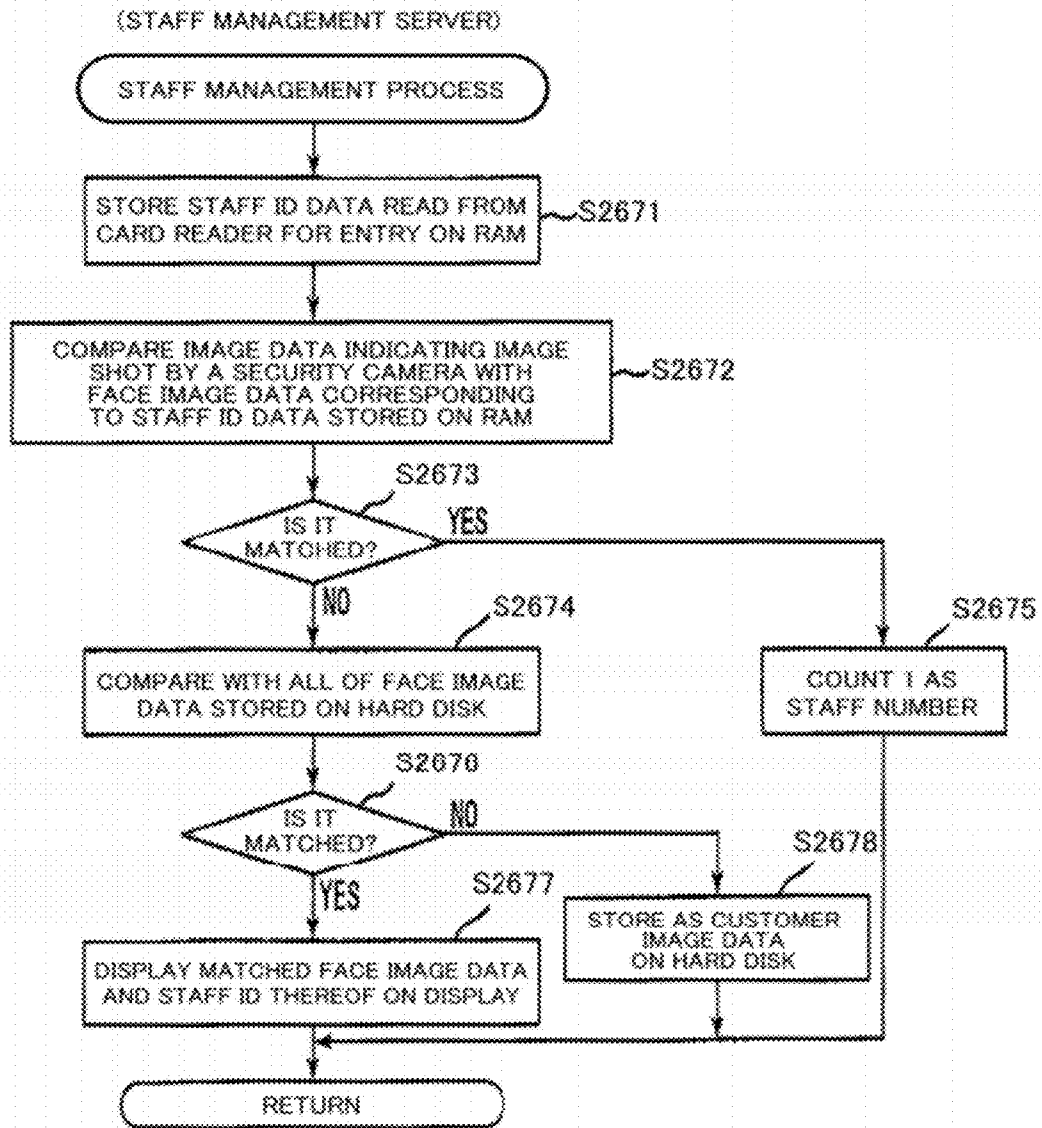 (STAFF MANAGEMENT SERVER)
STAFF MANAGEMENT PROCESS
STORE STAFF ID DATA READ FROM
CARD READER FOR ENTRY ON RAM
S2671
COMPARE IMAGE DATA INDICATING IMAGE
SHOT BY A SECURITY CAMERA WITH
FACE IMAGE DATA CORRESPONDING
TO STAFF ID DATA STORED ON RAM
S2672
S2673
IS IT
MATCHED?
YES
NO
S2674
COMPARE WITH ALL OF FACE IMAGE
DATA STORED ON HARD DISK
S2675
COUNT 1 AS
STAFF NUMBER
S2676
IS IT
MATCHED?
NO
YES
S2677
DISPLAY MATCHED FACE IMAGE DATA
AND STAFF ID THEREOF ON DISPLAY
S2678
STORE AS CUSTOMER
IMAGE DATA
ON HARD DISK
RETURN